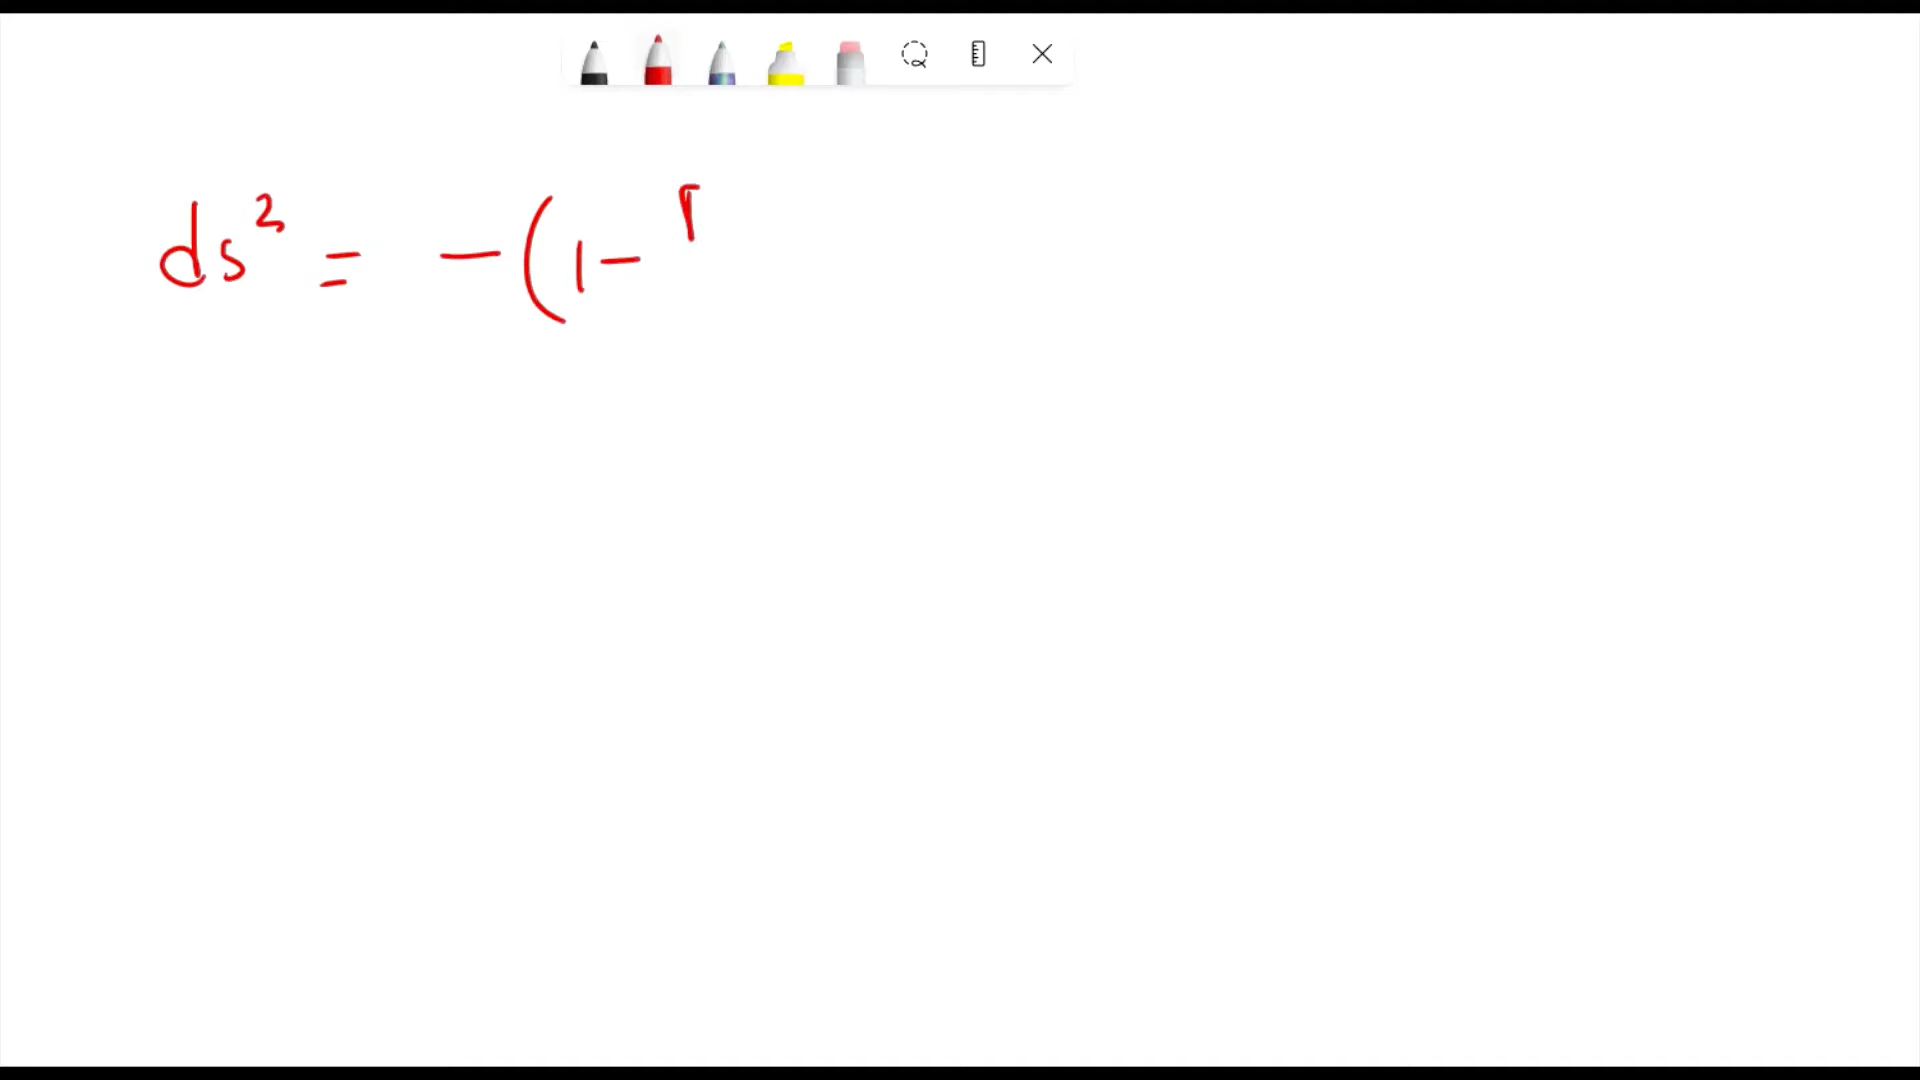 ds² = - (1 - r